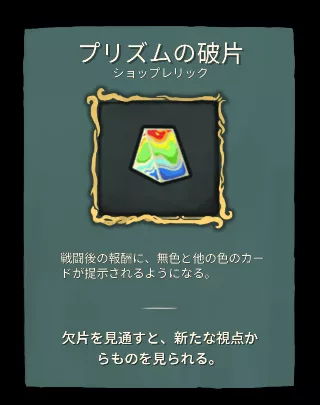 プリズムの破片
ショップレリック
戦闘後の報酬に、無色と他の色のカー
ドが提示されるようになる。
欠片を見通すと、新たな視点か
らものを見られる。